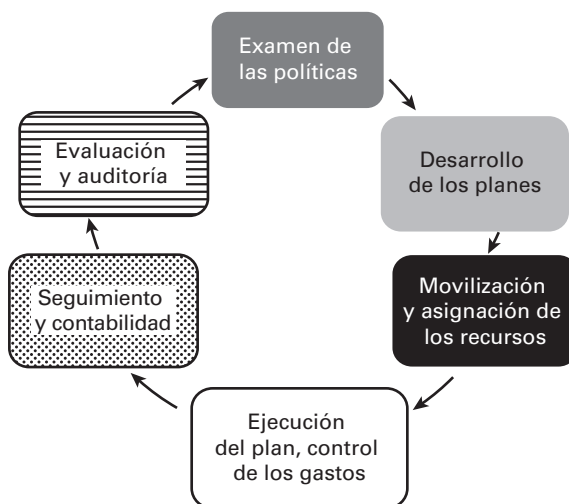 Examen de
las políticas
Desarrollo
de los planes
Movilización
y asignación de
los recursos
Ejecución
del plan, control
de los gastos
Seguimiento
y contabilidad
Evaluación
y auditoría